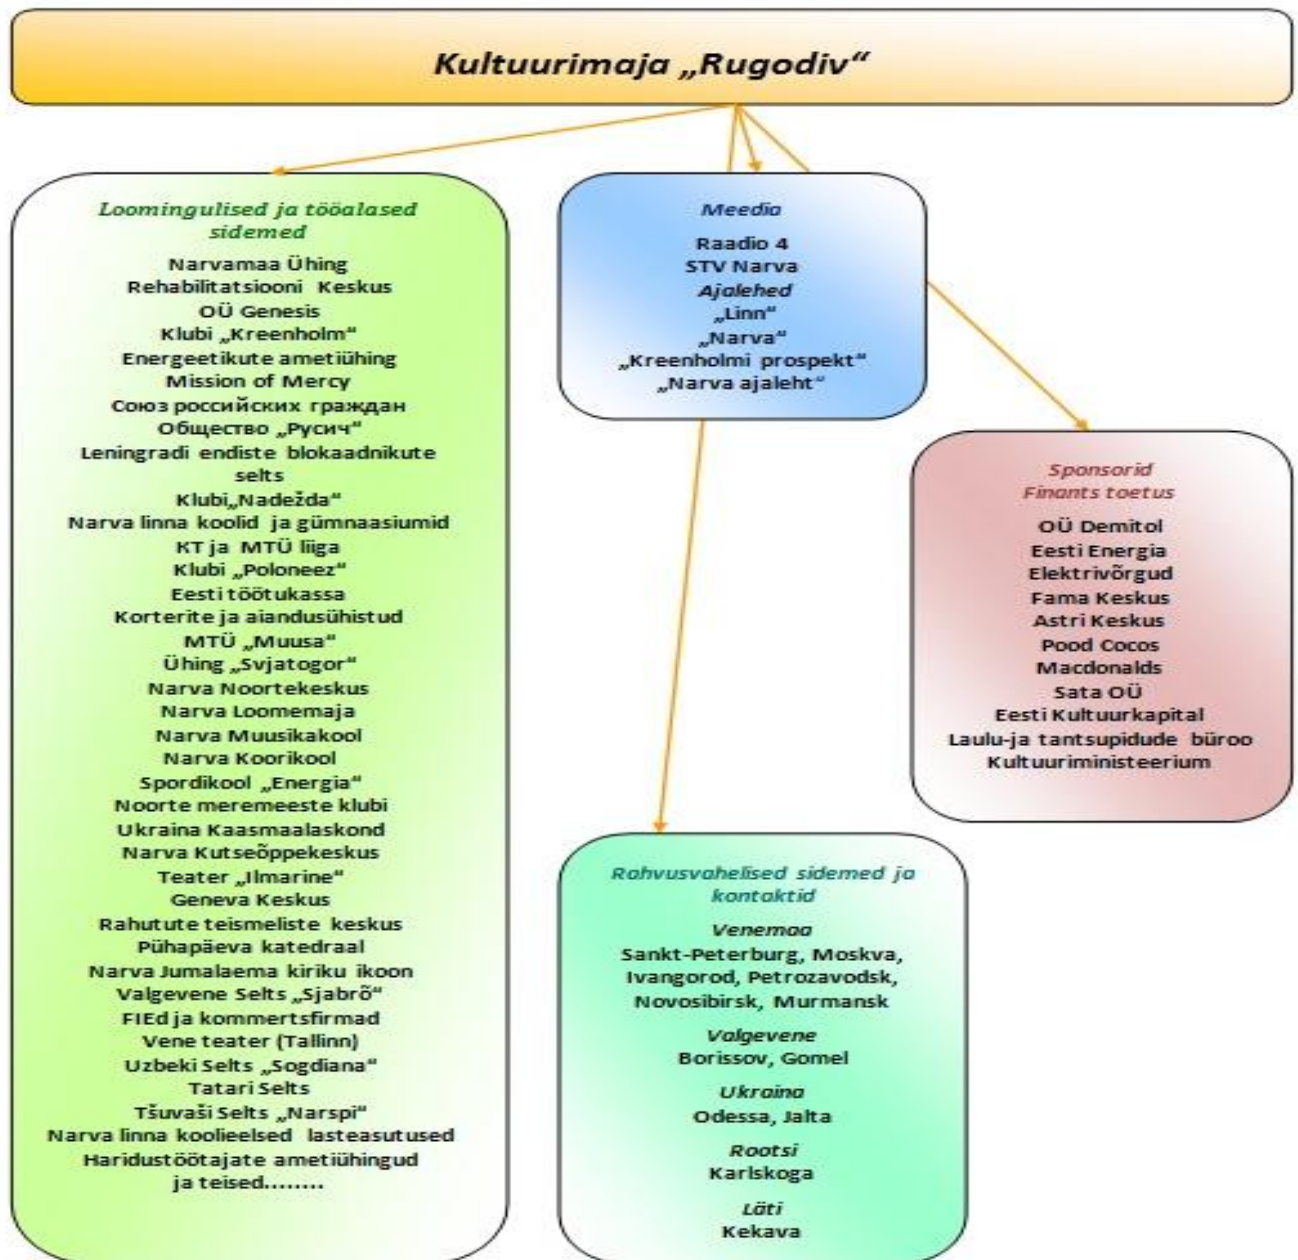 Kultuurimaja „Rugodiv“
Loomingulised ja tööalased
sidemed
Narvamaa Ühing
Rehabilitatsiooni Keskus
OÜ Genesis
Klubi „Kreenholm“
Energeetikute ametiühing
Mission of Mercy
Союз российских граждан
Общество „Русич“
Leningradi endiste blokaadnikute
selts
Klubi„Nadežda“
Narva linna koolid ja gümnaasiumid
KT ja MTÜ liiga
Klubi „Poloneez“
Eesti töötukassa
Korterite ja aiandusühistud
MTÜ „Muusa“
Ühing „Svjatogor“
Narva Noortekeskus
Narva Loomemaja
Narva Muusikakool
Narva Koorikool
Spordikool „Energia“
Noorte meremeeste klubi
Ukraina Kaasmaalaskond
Narva Kutseõppekeskus
Teater „Ilmarine“
Geneva Keskus
Rahutute teismeliste keskus
Pühapäeva katedraal
Narva Jumalaema kiriku ikoon
Valgevene Selts „Sjabrõ“
FIEd ja kommertsfirmad
Vene teater (Tallinn)
Uzbeki Selts „Sogdiana“
Tatari Selts
Tšuvaši Selts „Narspi“
Narva linna koolieelsed lasteasutused
Haridustöötajate ametiühingud
ja teised........
Meedia
Raadio 4
STV Narva
Ajalehed
„Linn“
„Narva“
„Kreenholmi prospekt“
„Narva ajaleht“
Sponsorid
Finants toetus
OÜ Demitol
Eesti Energia
Elektrivõrgud
Fama Keskus
Astri Keskus
Pood Cocos
Macdonalds
Sata OÜ
Eesti Kultuurkapital
Laulu-ja tantsupidude büroo
Kultuuriministeerium
Rahvusvahelised sidemed ja
kontaktid
Venemaa
Sankt-Peterburg, Moskva,
Ivangorod, Petrozavodsk,
Novosibirsk, Murmansk
Valgevene
Borissov, Gomel
Ukraina
Odessa, Jalta
Rootsi
Karlskoga
Läti
Kekava